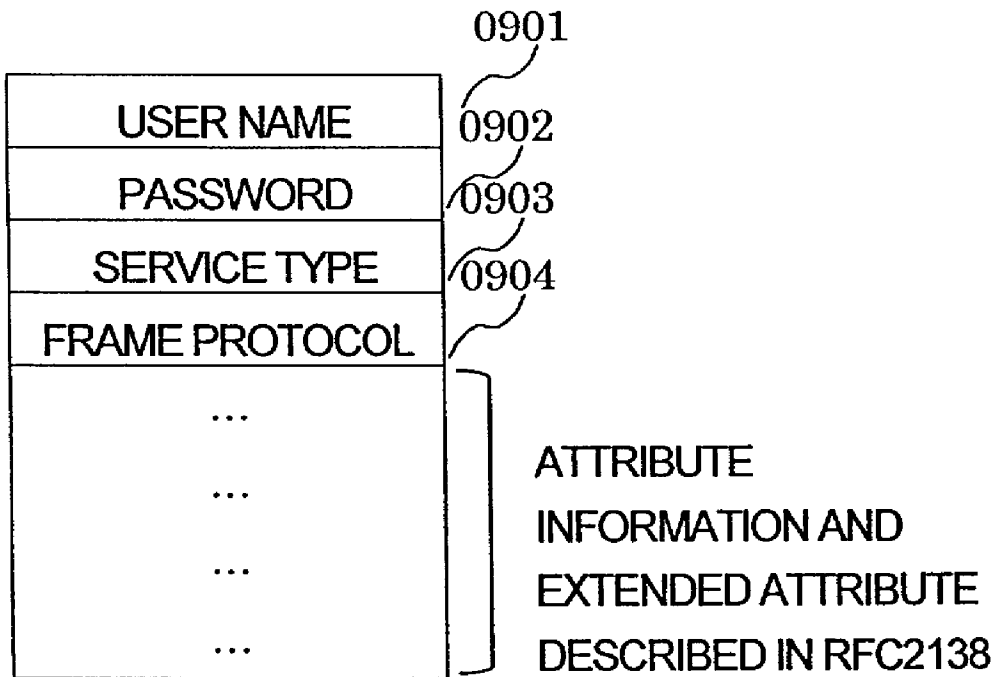 0901
USER NAME
0902
PASSWORD
0903
SERVICE TYPE
0904
FRAME PROTOCOL
...
...
...
...
ATTRIBUTE
INFORMATION AND
EXTENDED ATTRIBUTE
DESCRIBED IN RFC2138